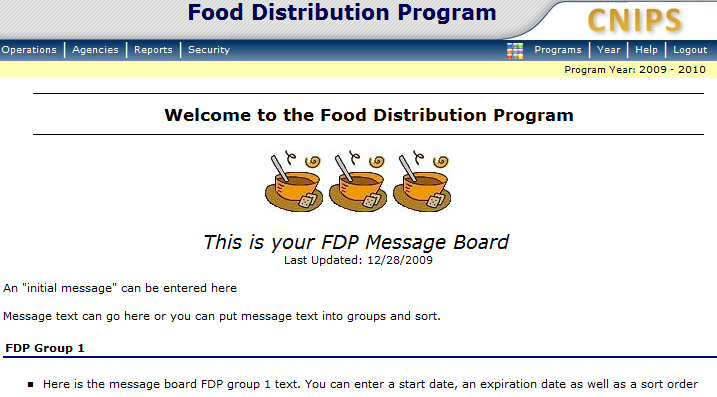 Food Distribution Program
CNIPS
Operations Agencies Reports Security Programs Year Help Logout
Program Year: 2009 - 2010
Welcome to the Food Distribution Program
This is your FDP Message Board
Last Updated: 12/28/2009
An "initial message" can be entered here
Message text can go here or you can put message text into groups and sort.
FDP Group 1
Here is the message board FDP group 1 text. You can enter a start date, an expiration date as well as a sort order